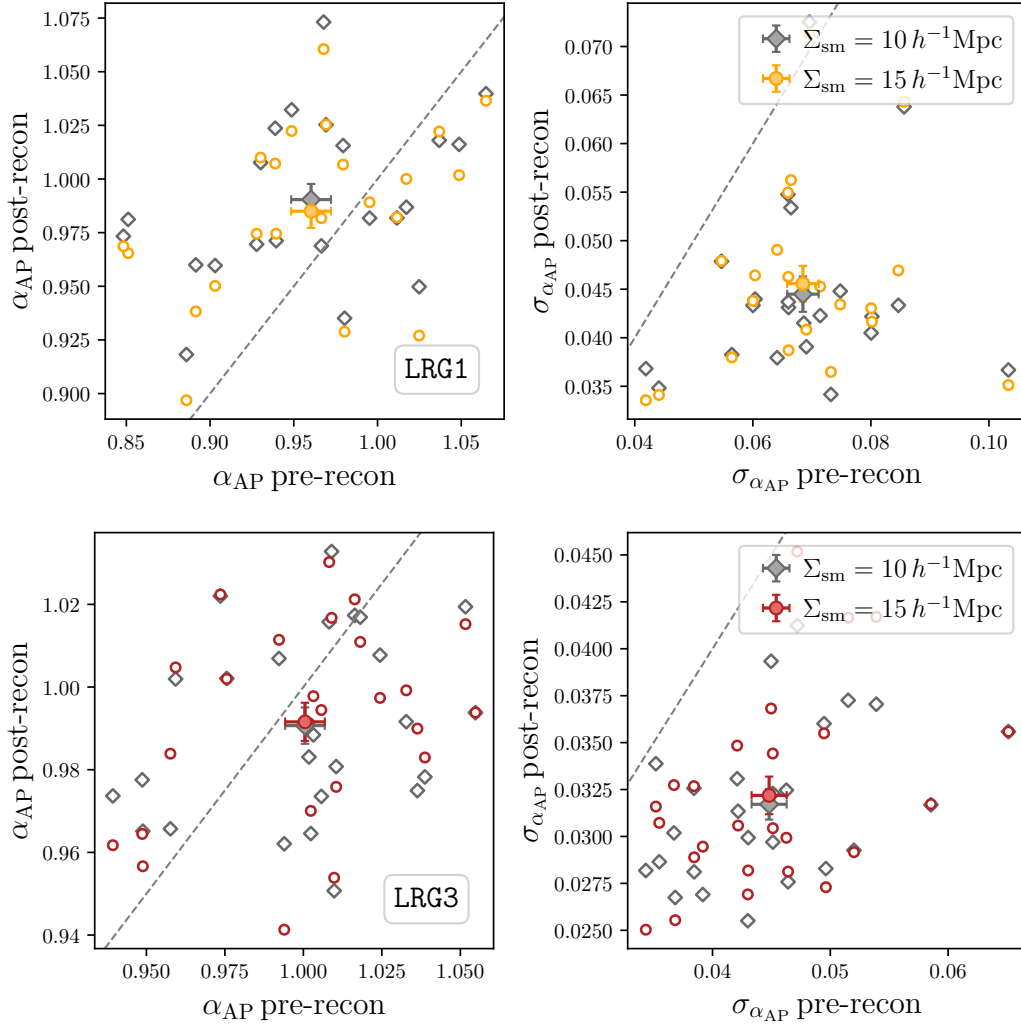 1.075
1.050
1.025
1.000
0.975
0.950
0.925
0.900
α_AP post-recon
LRG1
0.85 0.90 0.95 1.00 1.05
α_AP pre-recon
0.070
0.065
0.060
0.055
0.050
0.045
0.040
0.035
σ_α_AP post-recon
Σ_sm = 10 h⁻¹Mpc
Σ_sm = 15 h⁻¹Mpc
0.04 0.06 0.08 0.10
σ_α_AP pre-recon
1.02
1.00
0.98
0.96
0.94
α_AP post-recon
LRG3
0.950 0.975 1.000 1.025 1.050
α_AP pre-recon
0.0450
0.0425
0.0400
0.0375
0.0350
0.0325
0.0300
0.0275
0.0250
σ_α_AP post-recon
Σ_sm = 10 h⁻¹Mpc
Σ_sm = 15 h⁻¹Mpc
0.04 0.05 0.06
σ_α_AP pre-recon